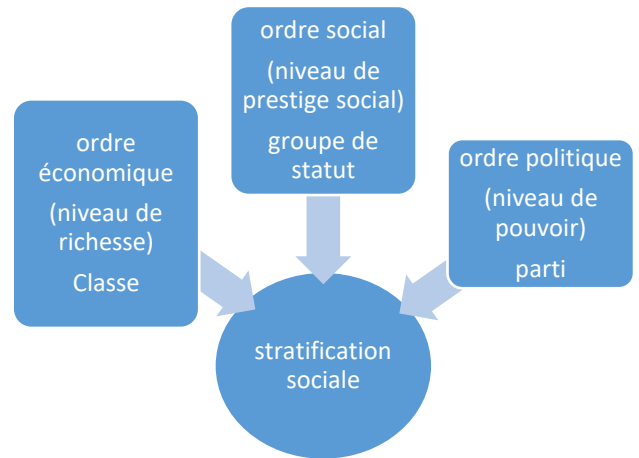 ordre
économique
(niveau de
richesse)
Classe
ordre social
(niveau de
prestige social)
groupe de
statut
ordre politique
(niveau de
pouvoir)
parti
stratification
sociale